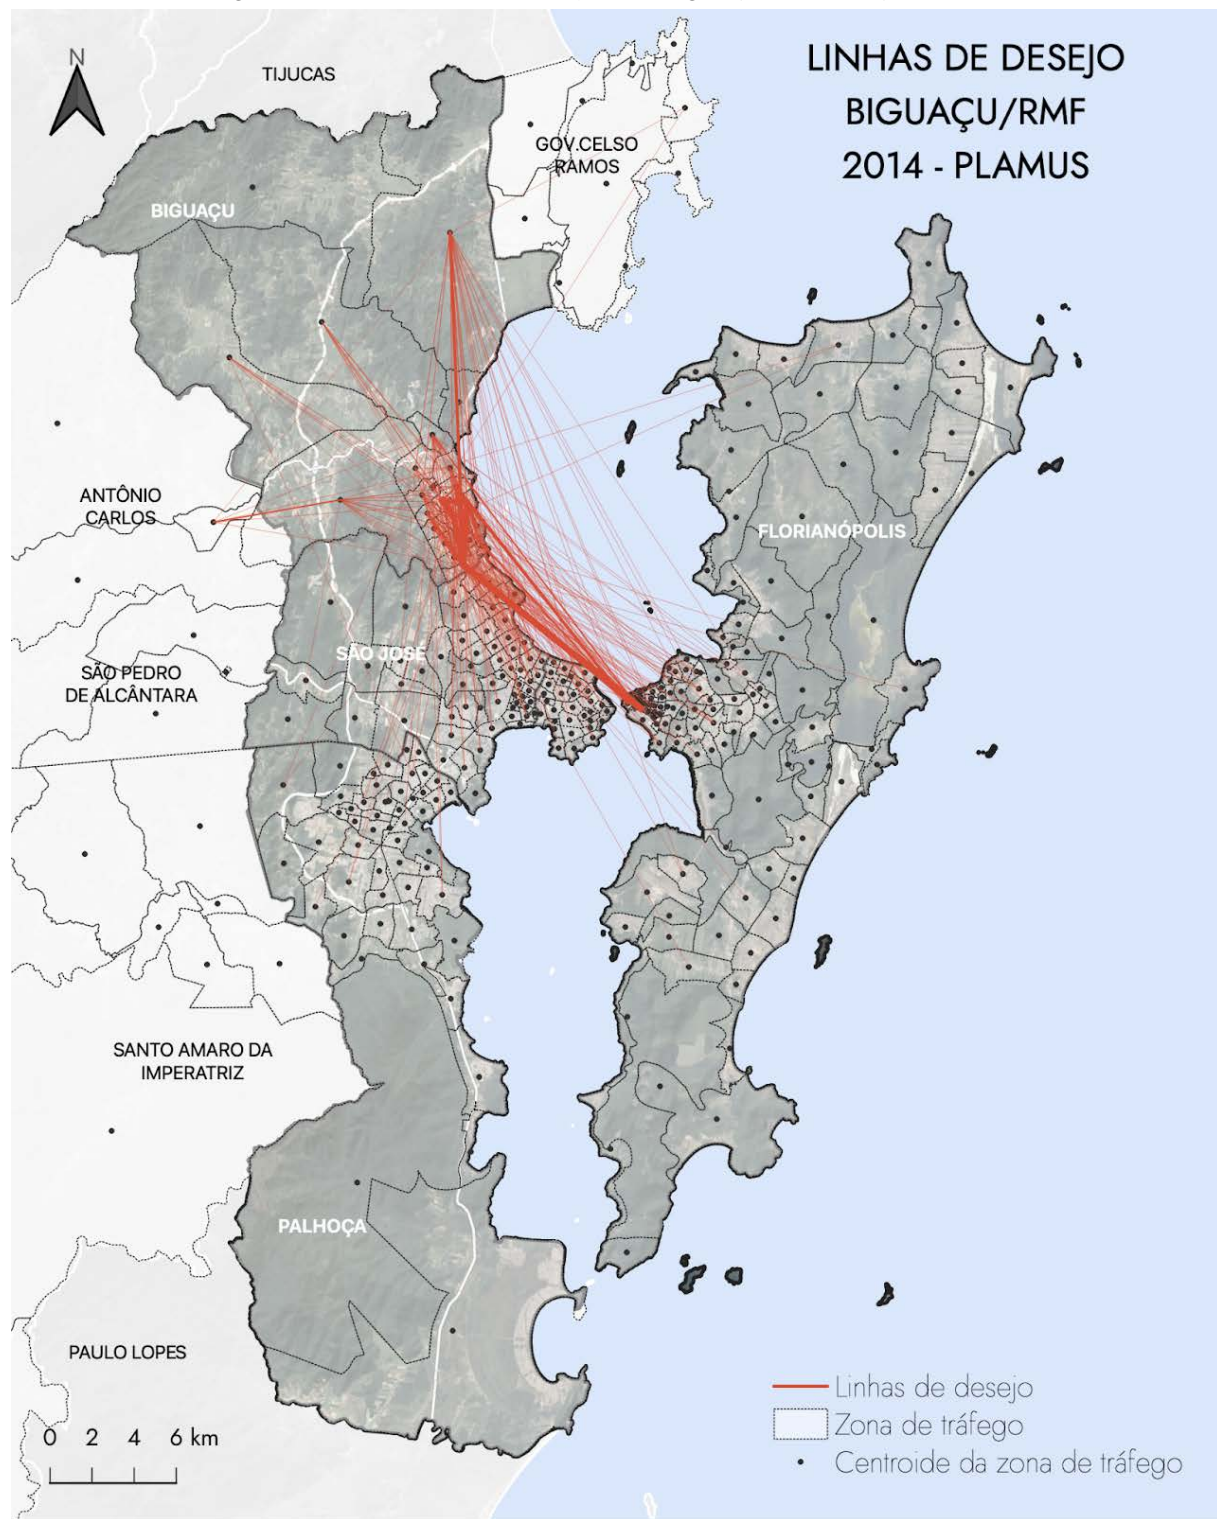 LINHAS DE DESEJO
BIGUAÇU/RMF
2014 - PLAMUS
N
TIJUCAS
GOV.CELSO
RAMOS
BIGUAÇU
ANTÔNIO
CARLOS
FLORIANÓPOLIS
SÃO JOSÉ
SÃO PEDRO
DE ALCÂNTARA
SANTO AMARO DA
IMPERATRIZ
PALHOÇA
PAULO LOPES
0 2 4 6 km
Linhas de desejo
Zona de tráfego
Centroide da zona de tráfego